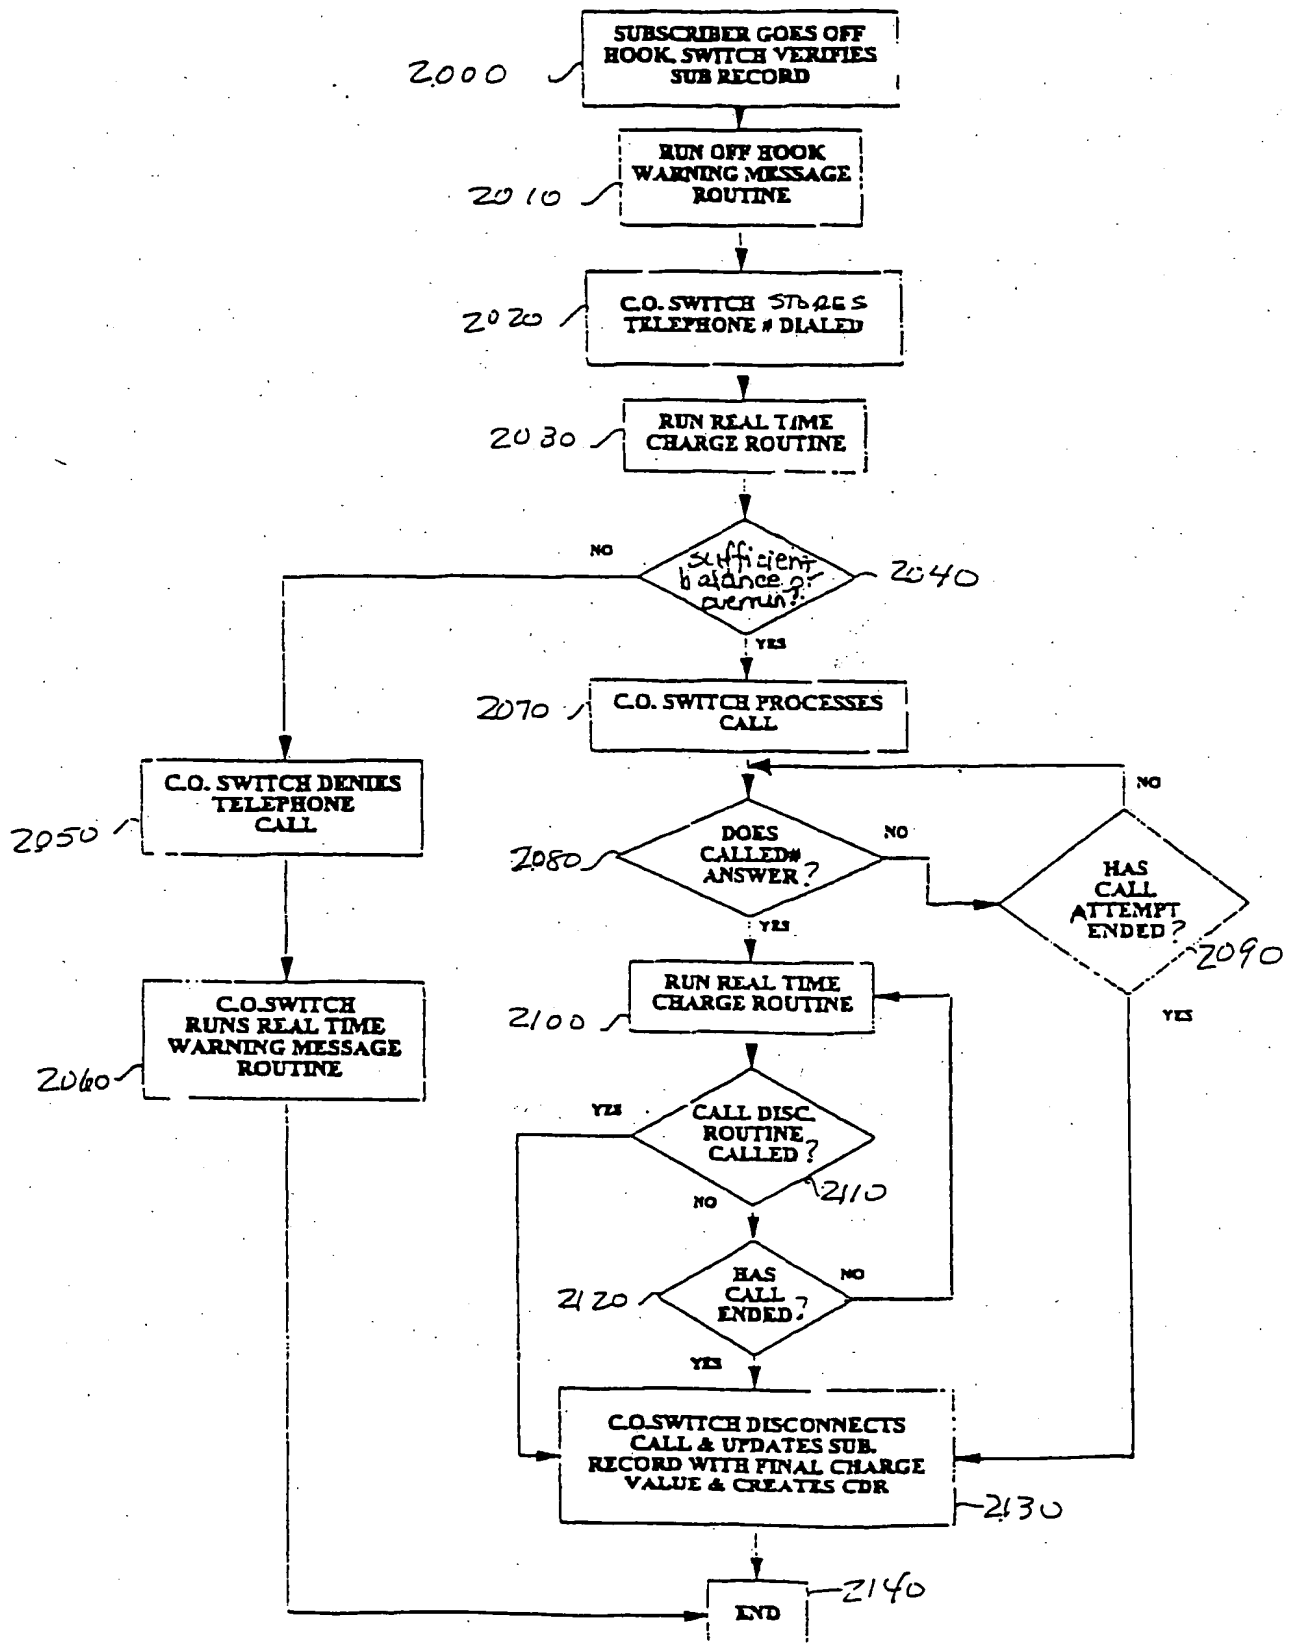 SUBSCRIBER GOES OFF
HOOK. SWITCH VERIFIES
SUB RECORD
2000
RUN OFF HOOK
WARNING MESSAGE
ROUTINE
2010
C.O. SWITCH STORES
TELEPHONE # DIALED
2020
RUN REAL TIME
CHARGE ROUTINE
2030
NO
sufficient
balance or
overrun?
2040
YES
C.O. SWITCH PROCESSES
CALL
2070
C.O. SWITCH DENIES
TELEPHONE
CALL
2050
NO
DOES
CALLED#
ANSWER?
2080
NO
HAS
CALL
ATTEMPT
ENDED?
2090
YES
YES
RUN REAL TIME
CHARGE ROUTINE
2100
C.O.SWITCH
RUNS REAL TIME
WARNING MESSAGE
ROUTINE
2060
YES
CALL DISC.
ROUTINE
CALLED?
2110
NO
HAS
CALL
ENDED?
2120
NO
YES
C.O.SWITCH DISCONNECTS
CALL & UPDATES SUB.
RECORD WITH FINAL CHARGE
VALUE & CREATES CDR
2130
END
2140